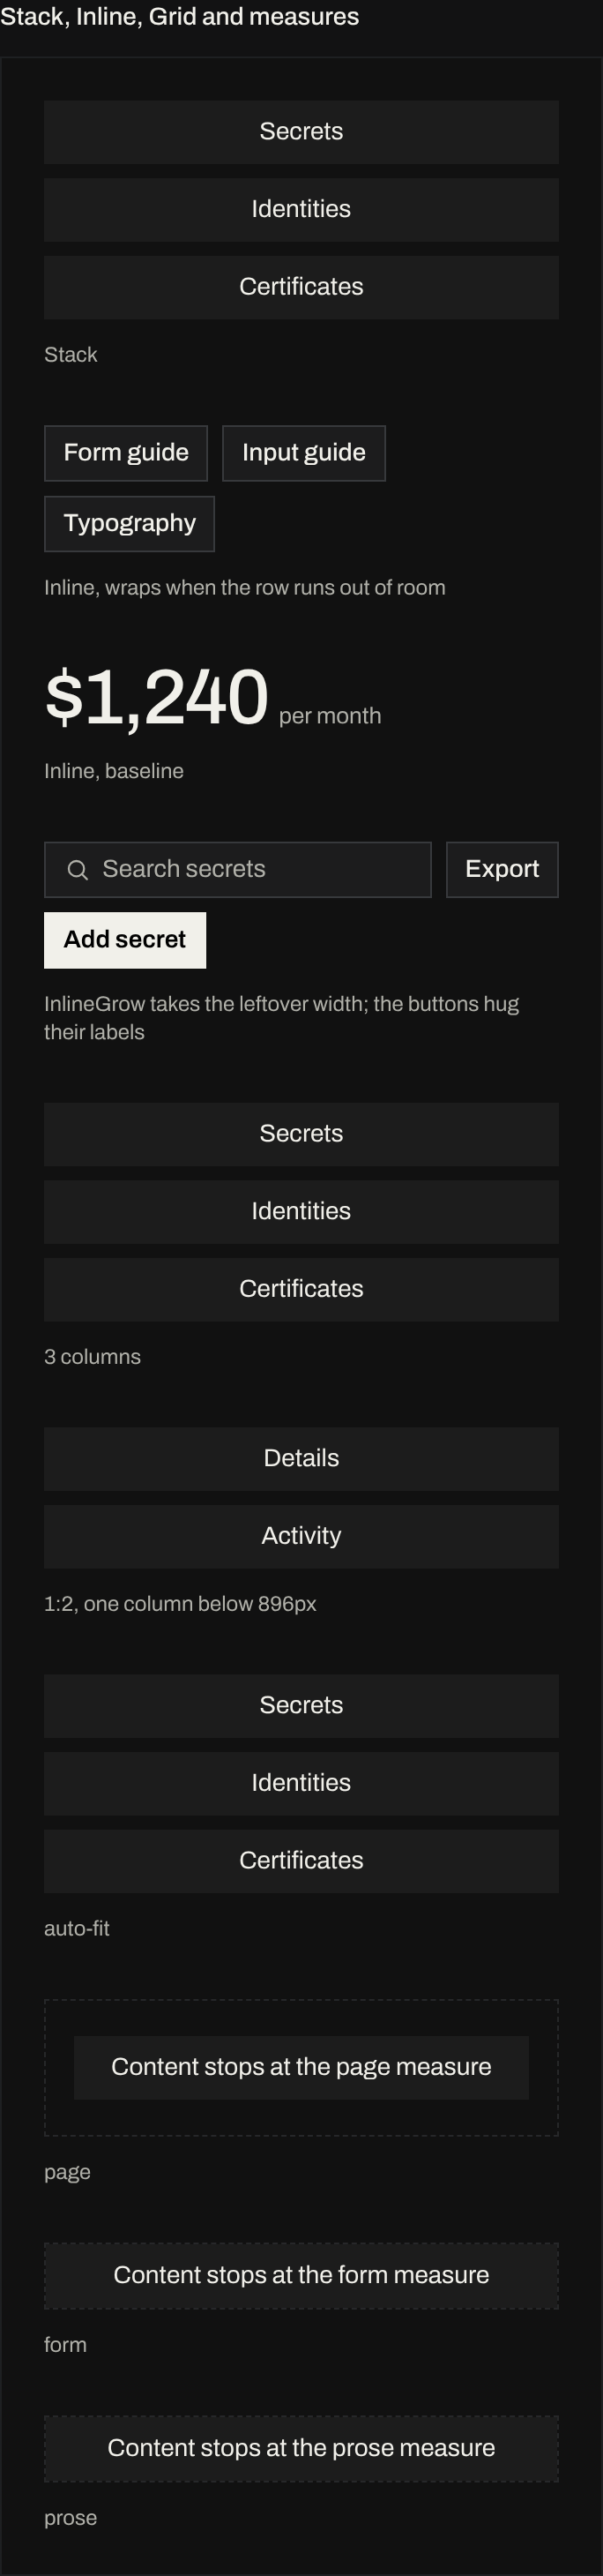 Stack, Inline, Grid and measures
Secrets
Identities
Certificates
Stack
Form guide
Input guide
Typography
Inline, wraps when the row runs out of room
$1,240 per month
Inline, baseline
Search secrets
Export
Add secret
InlineGrow takes the leftover width; the buttons hug
their labels
Secrets
Identities
Certificates
3 columns
Details
Activity
1:2, one column below 896px
Secrets
Identities
Certificates
auto-fit
Content stops at the page measure
page
Content stops at the form measure
form
Content stops at the prose measure
prose